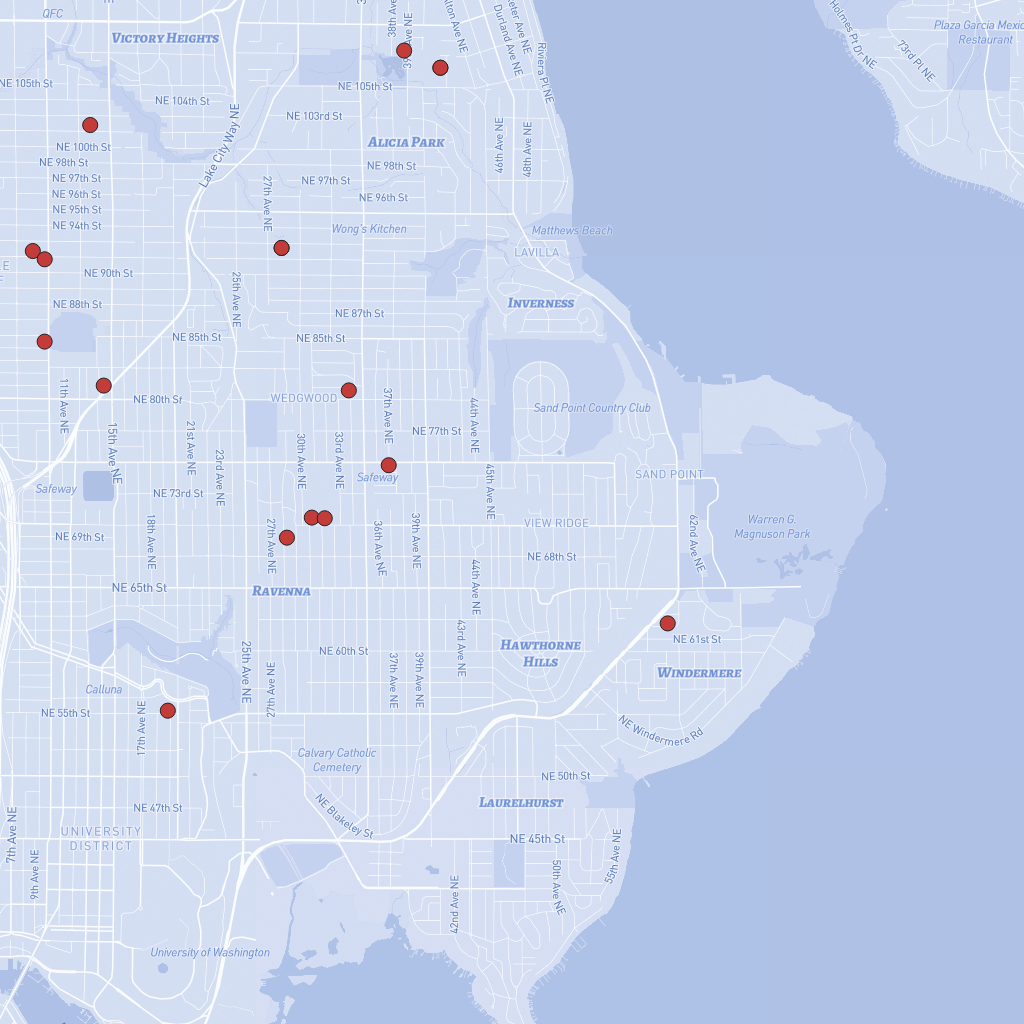 QFC
VICTORY HEIGHTS
38th Ave NE
39th Ave NE
Durland Ave NE
Riviera Pl NE
Holmes Pt Dr NE
73rd Pl NE
Plaza Garcia Mexic
Restaurant
NE 105th St
NE 104th St
NE 105th St
NE 103rd St
Lake City Way NE
ALICIA PARK
46th Ave NE
48th Ave NE
NE 100th St
NE 98th St
NE 97th St
NE 96th St
NE 95th St
NE 94th St
NE 98th St
NE 97th St
NE 96th St
27th Ave NE
Wong's Kitchen
Matthews Beach
LAVILLA
NE 90th St
25th Ave NE
NE 88th St
INVERNESS
NE 87th St
NE 85th St
NE 85th St
11th Ave NE
NE 80th St
WEDGWOOD
37th Ave NE
44th Ave NE
Sand Point Country Club
15th Ave NE
21st Ave NE
23rd Ave NE
30th Ave NE
33rd Ave NE
NE 77th St
Safeway
NE 73rd St
Safeway
45th Ave NE
SAND POINT
18th Ave NE
NE 69th St
27th Ave NE
36th Ave NE
39th Ave NE
VIEW RIDGE
62nd Ave NE
Warren G.
Magnuson Park
NE 68th St
NE 65th St
RAVENNA
44th Ave NE
43rd Ave NE
NE 60th St
HAWTHORNE
HILLS
NE 61st St
WINDERMERE
25th Ave NE
27th Ave NE
37th Ave NE
39th Ave NE
Calluna
NE 55th St
17th Ave NE
NE Windermere Rd
Calvary Catholic
Cemetery
NE 50th St
NE Blakeley St
LAURELHURST
NE 47th St
7th Ave NE
UNIVERSITY
DISTRICT
NE 45th St
9th Ave NE
42nd Ave NE
50th Ave NE
55th Ave NE
University of Washington